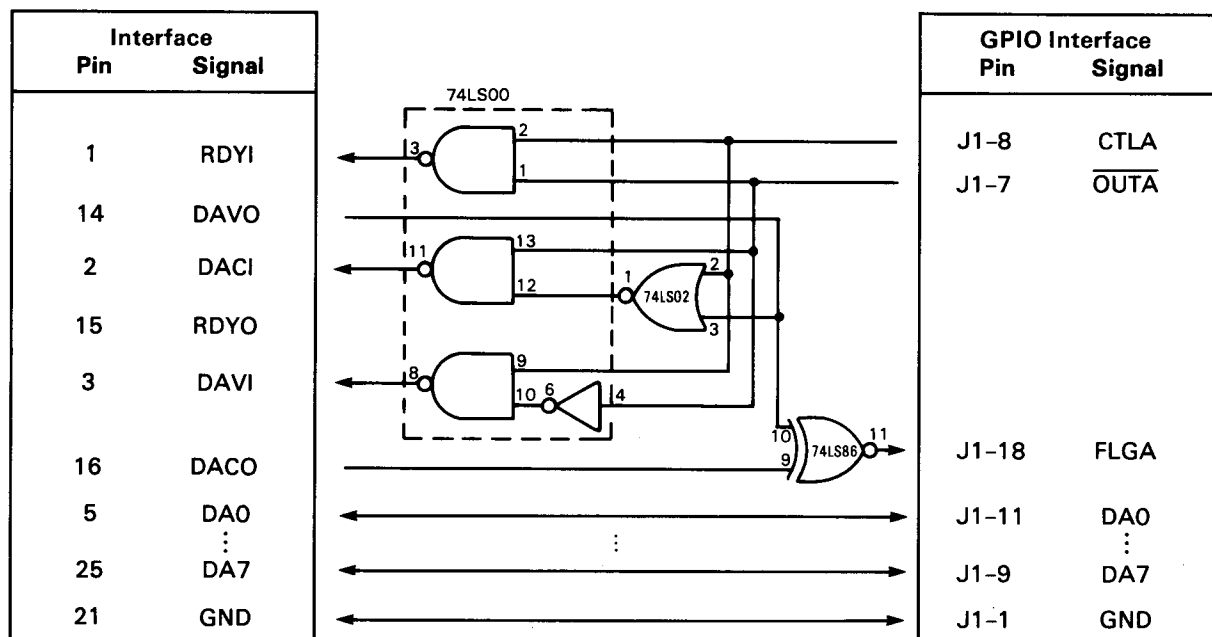 Interface
Pin Signal
1 RDYI
14 DAVO
2 DACI
15 RDYO
3 DAVI
16 DACO
5 DA0
⋮
25 DA7
21 GND
74LS00
3
2
1
11
13
12
1
74LS02
2
3
8
9
10
6
4
10
9
74LS86
11
⋮
GPIO Interface
Pin Signal
J1-8 CTLA
J1-7 O̅U̅T̅A̅
J1-18 FLGA
J1-11 DA0
⋮
J1-9 DA7
J1-1 GND